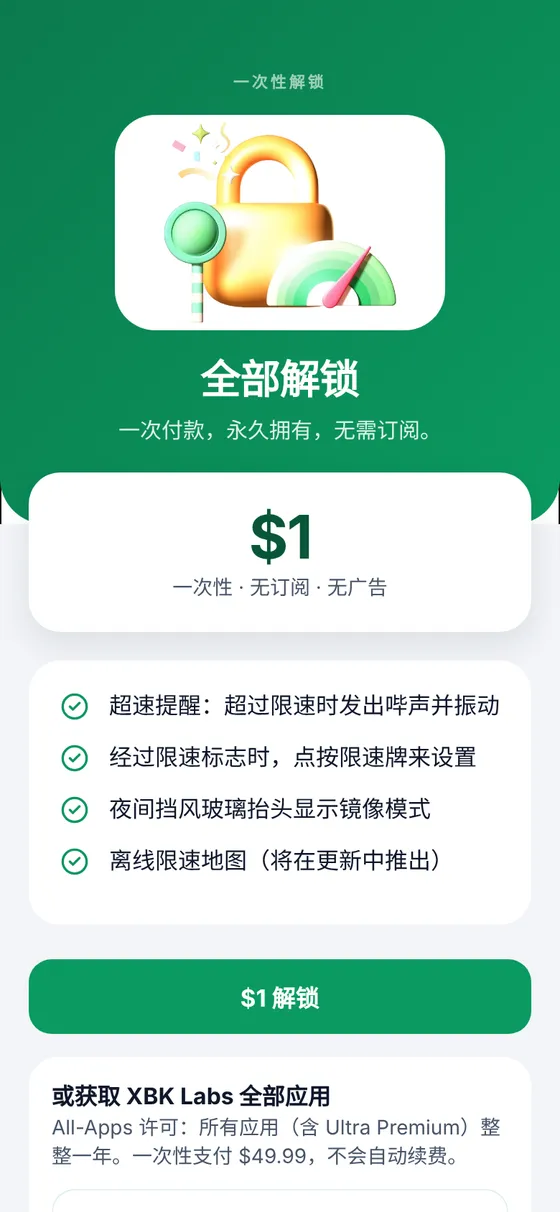 一次性解锁
全部解锁
一次付款，永久拥有，无需订阅。
$1
一次性 · 无订阅 · 无广告
超速提醒：超过限速时发出哔声并振动
经过限速标志时，点按限速牌来设置
夜间挡风玻璃抬头显示镜像模式
离线限速地图（将在更新中推出）
$1 解锁
或获取 XBK Labs 全部应用
All-Apps 许可：所有应用（含 Ultra Premium）整
整一年。一次性支付 $49.99，不会自动续费。